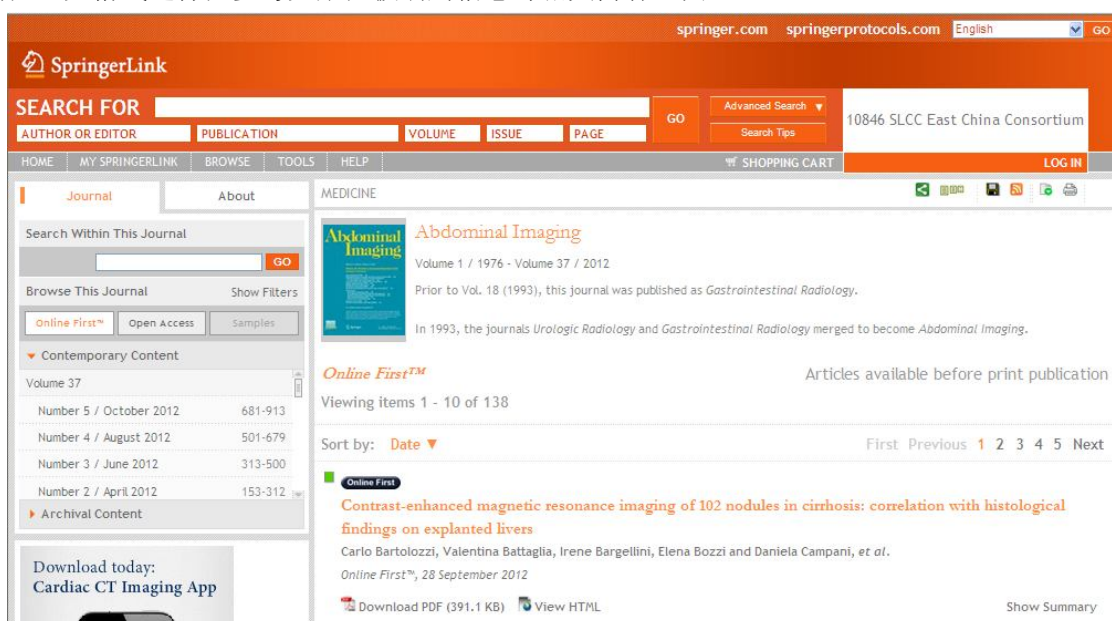 springer.com springerprotocols.com English GO
SpringerLink
SEARCH FOR GO Advanced Search ▼
AUTHOR OR EDITOR PUBLICATION VOLUME ISSUE PAGE Search Tips
10846 SLCC East China Consortium
HOME MY SPRINGERLINK BROWSE TOOLS HELP SHOPPING CART LOG IN
Journal About
Search Within This Journal
GO
Browse This Journal Show Filters
Online First™ Open Access Samples
Contemporary Content
Volume 37
Number 5 / October 2012 681-913
Number 4 / August 2012 501-679
Number 3 / June 2012 313-500
Number 2 / April 2012 153-312
Archival Content
Download today:
Cardiac CT Imaging App
MEDICINE
Abdominal
Imaging
Abdominal Imaging
Volume 1 / 1976 - Volume 37 / 2012
Prior to Vol. 18 (1993), this journal was published as Gastrointestinal Radiology.
In 1993, the journals Urologic Radiology and Gastrointestinal Radiology merged to become Abdominal Imaging.
Online First™ Articles available before print publication
Viewing items 1 - 10 of 138
Sort by: Date ▼ First Previous 1 2 3 4 5 Next
Online First
Contrast-enhanced magnetic resonance imaging of 102 nodules in cirrhosis: correlation with histological
findings on explanted livers
Carlo Bartolozzi, Valentina Battaglia, Irene Bargellini, Elena Bozzi and Daniela Campani, et al.
Online First™, 28 September 2012
Download PDF (391.1 KB) View HTML Show Summary